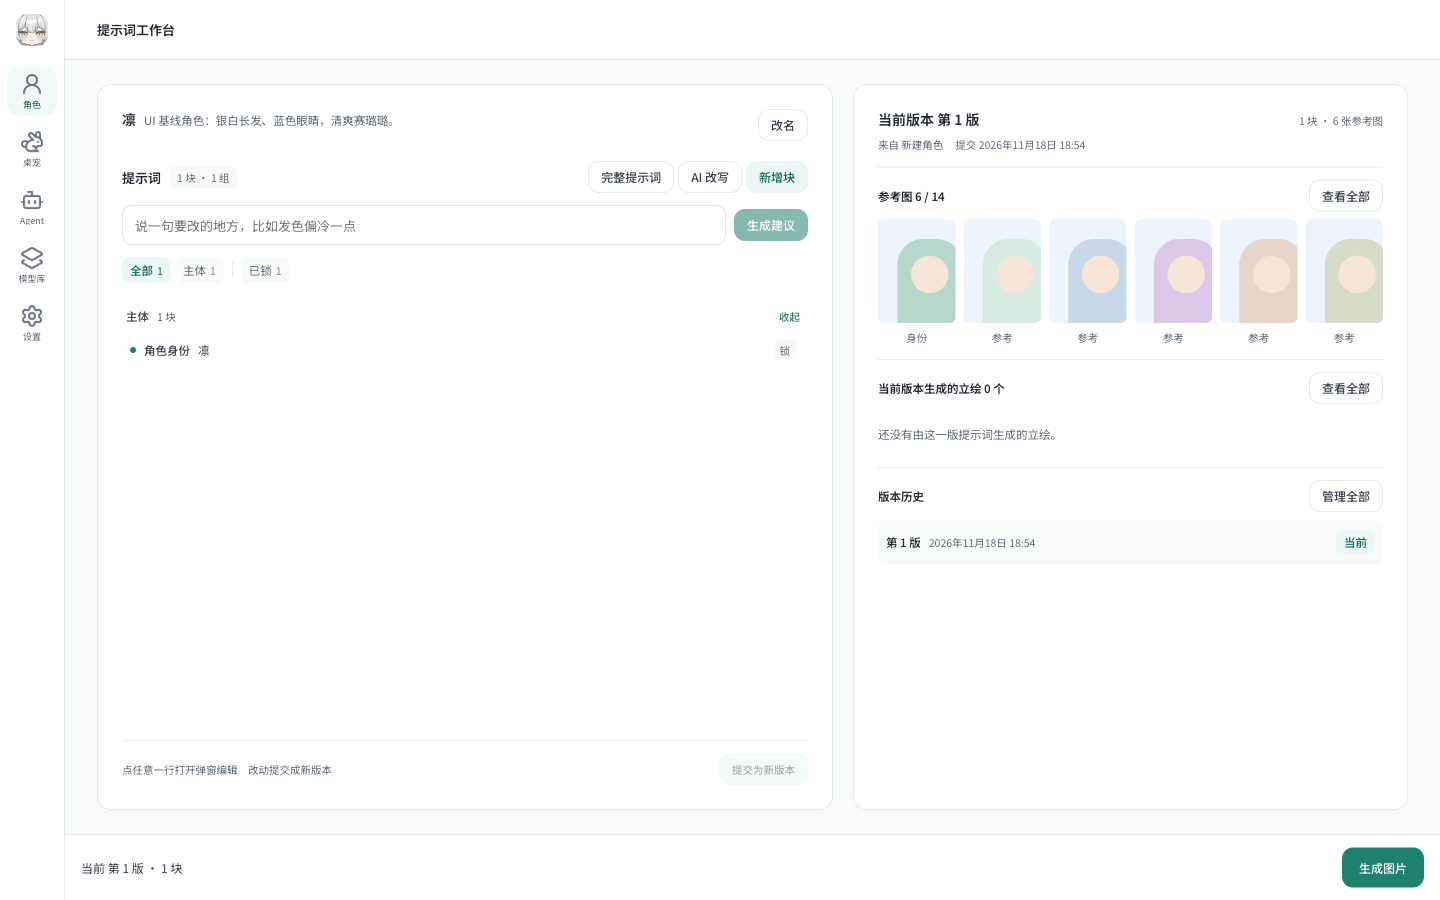 提示词工作台
角色
桌宠
Agent
模型库
设置
凛 UI 基线角色：银白长发、蓝色眼睛，清爽赛璐璐。
改名
提示词 1 块 · 1 组
完整提示词
AI 改写
新增块
说一句要改的地方，比如发色偏冷一点
生成建议
全部 1
主体 1
已锁 1
主体 1 块
收起
角色身份 凛
锁
点任意一行打开弹窗编辑 改动提交成新版本
提交为新版本
当前版本 第 1 版
1 块 · 6 张参考图
来自 新建角色 提交 2026年11月18日 18:54
参考图 6 / 14
查看全部
身份
参考
参考
参考
参考
参考
当前版本生成的立绘 0 个
查看全部
还没有由这一版提示词生成的立绘。
版本历史
管理全部
第 1 版 2026年11月18日 18:54
当前
当前 第 1 版 · 1 块
生成图片